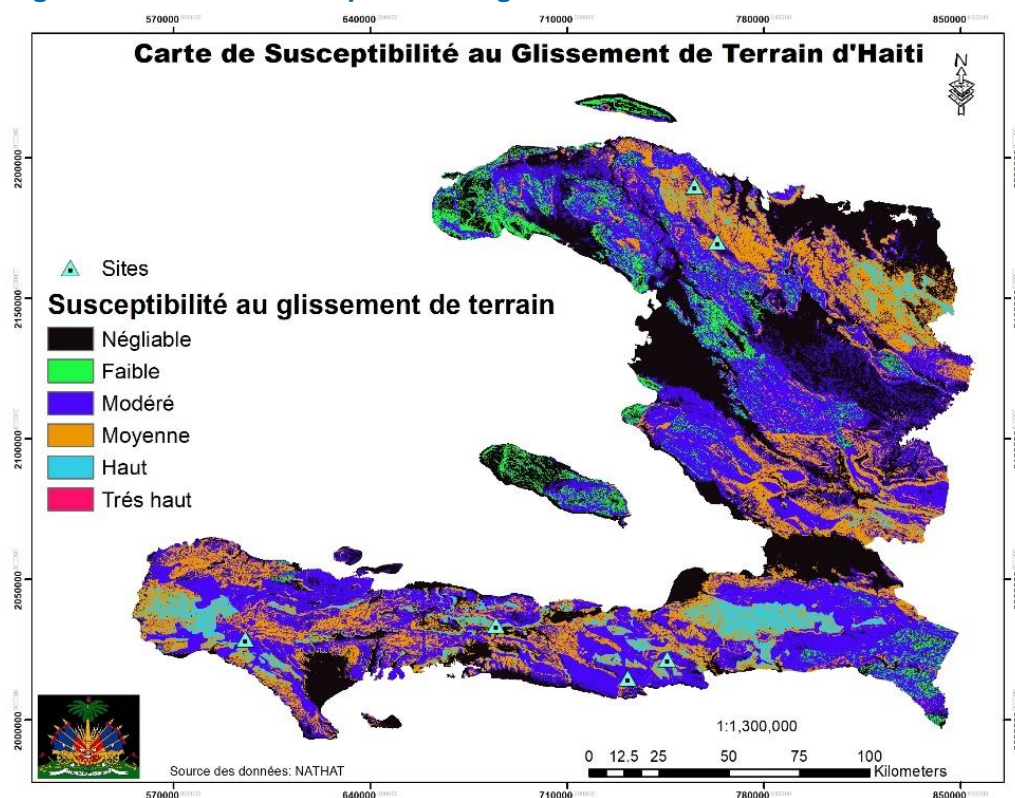 570000 640000 710000 780000 850000
Carte de Susceptibilité au Glissement de Terrain d'Haiti
N
2200000
2150000
2100000
2050000
2000000
Sites
Susceptibilité au glissement de terrain
Négliable
Faible
Modéré
Moyenne
Haut
Trés haut
1:1,300,000
0 12.5 25 50 75 100
Kilometers
Source des données: NATHAT
570000 640000 710000 780000 850000